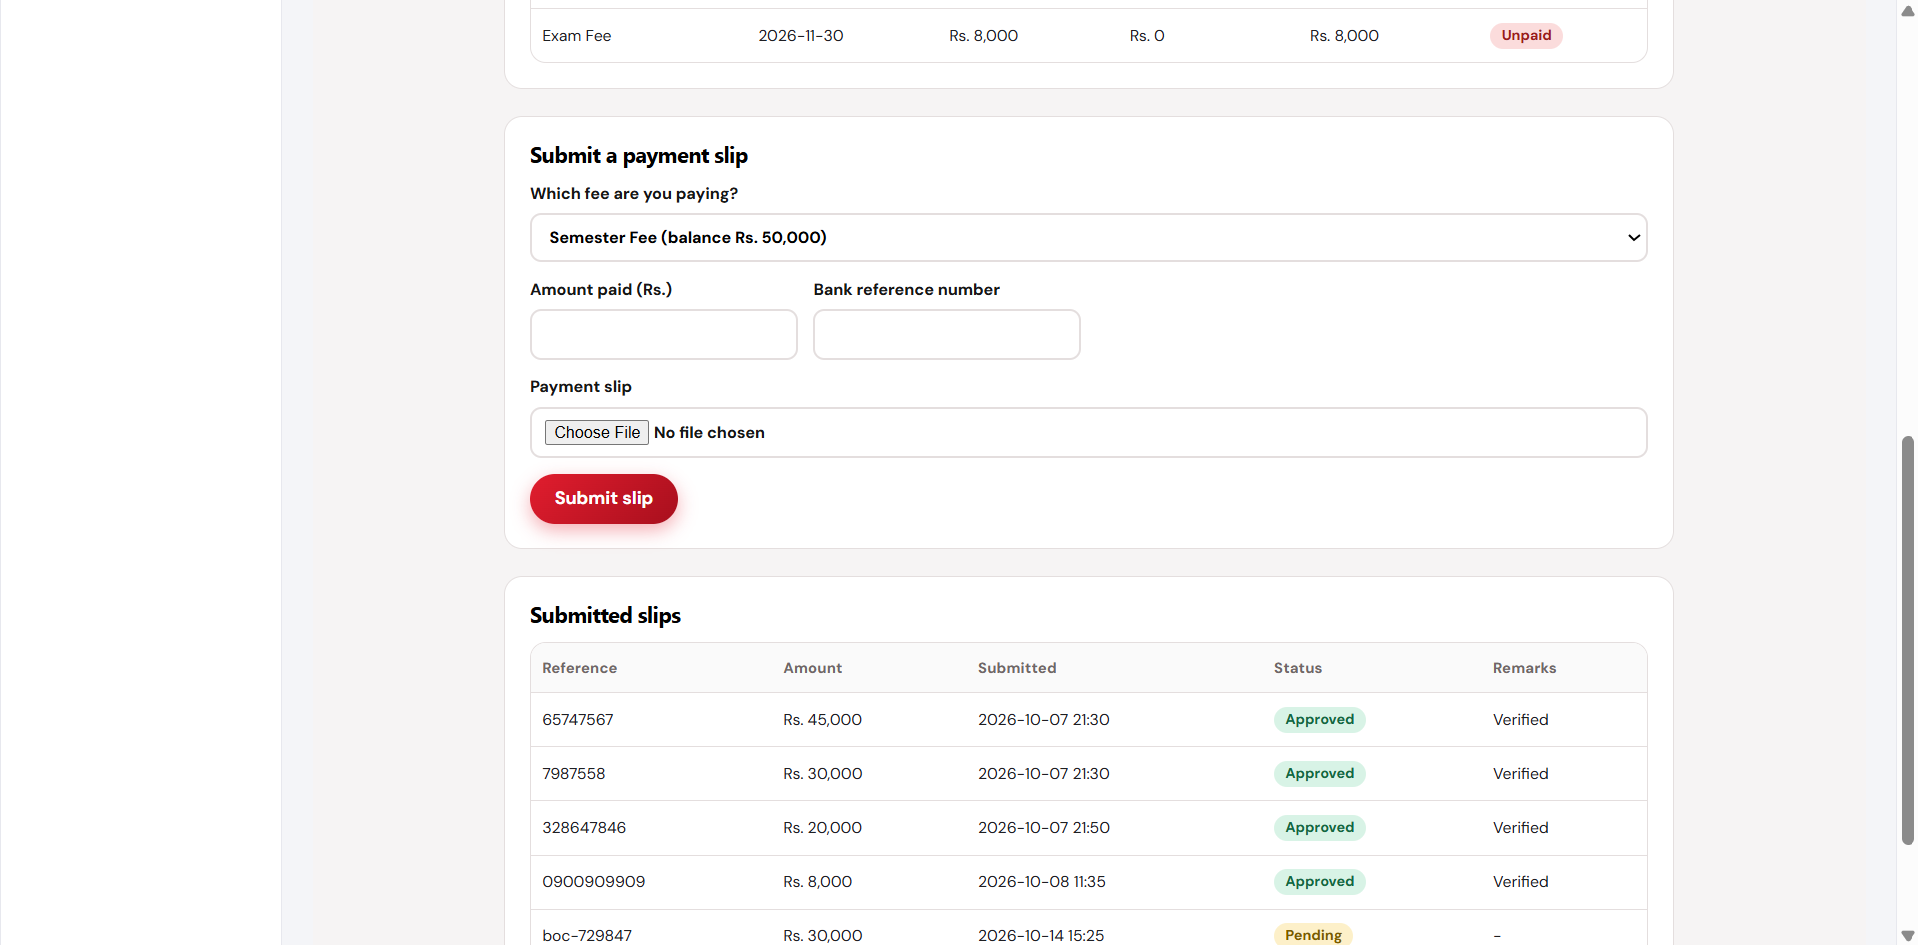 Exam Fee 2026-11-30 Rs. 8,000 Rs. 0 Rs. 8,000 Unpaid
Submit a payment slip
Which fee are you paying?
Semester Fee (balance Rs. 50,000)
Amount paid (Rs.) Bank reference number
Payment slip
Choose File No file chosen
Submit slip
Submitted slips
Reference Amount Submitted Status Remarks
65747567 Rs. 45,000 2026-10-07 21:30 Approved Verified
7987558 Rs. 30,000 2026-10-07 21:30 Approved Verified
328647846 Rs. 20,000 2026-10-07 21:50 Approved Verified
0900909909 Rs. 8,000 2026-10-08 11:35 Approved Verified
boc-729847 Rs. 30,000 2026-10-14 15:25 Pending -